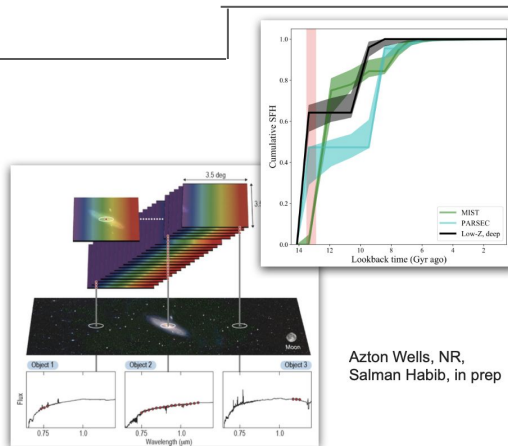 1.0
0.8
0.6
0.4
0.2
0.0
Cumulative SFH
MIST
PARSEC
Low-Z, deep
14
12
10
8
6
4
2
Lookback time (Gyr ago)
3.5 deg
Moon
Object 1
Object 2
Object 3
Flux
0.75
1.0
0.75
1.0
0.75
1.0
Wavelength (μm)
Azton Wells, NR,
Salman Habib, in prep